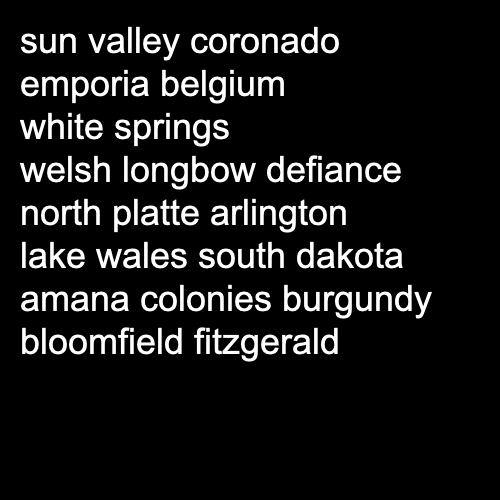 sun valley coronado
emporia belgium
white springs
welsh longbow defiance
north platte arlington
lake wales south dakota
amana colonies burgundy
bloomfield fitzgerald